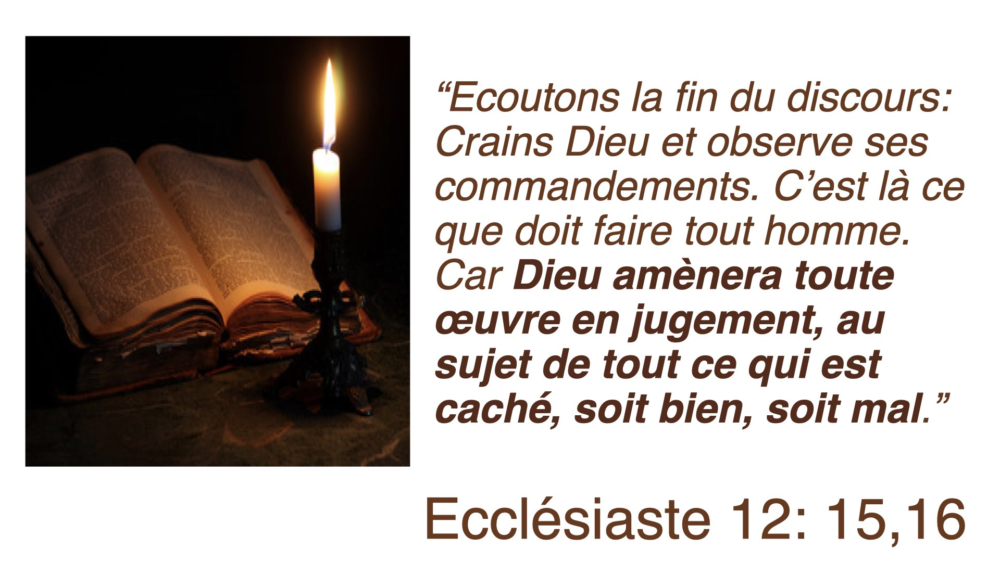 “Ecoutons la fin du discours:
Crains Dieu et observe ses
commandements. C’est là ce
que doit faire tout homme.
Car Dieu amènera toute
œuvre en jugement, au
sujet de tout ce qui est
caché, soit bien, soit mal.”
Ecclésiaste 12: 15,16